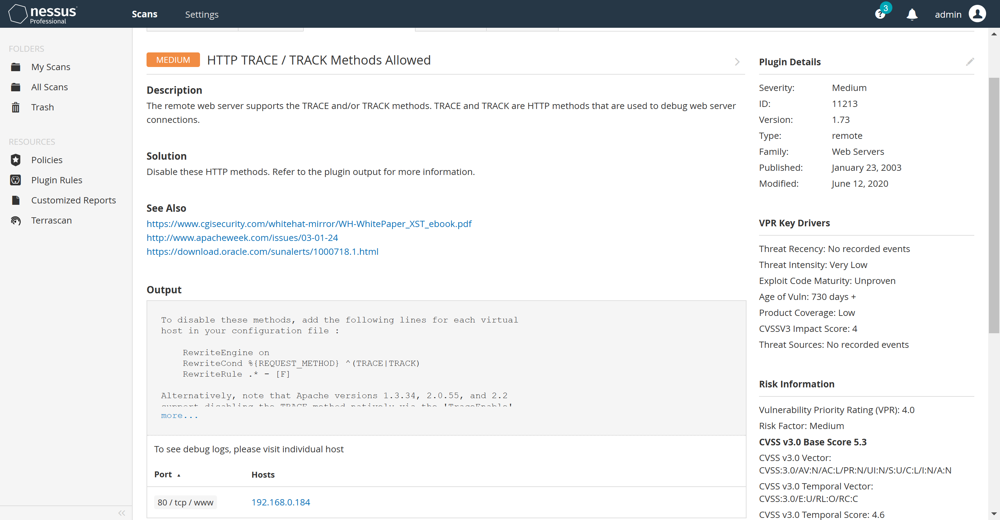 nessus
Professional
Scans
Settings
3
admin
FOLDERS
My Scans
All Scans
Trash
RESOURCES
Policies
Plugin Rules
Customized Reports
Terrascan
MEDIUM
HTTP TRACE / TRACK Methods Allowed
Description
The remote web server supports the TRACE and/or TRACK methods. TRACE and TRACK are HTTP methods that are used to debug web server
connections.
Solution
Disable these HTTP methods. Refer to the plugin output for more information.
See Also
https://www.cgisecurity.com/whitehat-mirror/WH-WhitePaper_XST_ebook.pdf
http://www.apacheweek.com/issues/03-01-24
https://download.oracle.com/sunalerts/1000718.1.html
Output
To disable these methods, add the following lines for each virtual
host in your configuration file :
RewriteEngine on
RewriteCond %{REQUEST_METHOD} ^(TRACE|TRACK)
RewriteRule .* - [F]
Alternatively, note that Apache versions 1.3.34, 2.0.55, and 2.2
support disabling the TRACE method natively via the 'TraceEnable'
more...
To see debug logs, please visit individual host
Port ▲ Hosts
80 / tcp / www 192.168.0.184
Plugin Details
Severity: Medium
ID: 11213
Version: 1.73
Type: remote
Family: Web Servers
Published: January 23, 2003
Modified: June 12, 2020
VPR Key Drivers
Threat Recency: No recorded events
Threat Intensity: Very Low
Exploit Code Maturity: Unproven
Age of Vuln: 730 days +
Product Coverage: Low
CVSSV3 Impact Score: 4
Threat Sources: No recorded events
Risk Information
Vulnerability Priority Rating (VPR): 4.0
Risk Factor: Medium
CVSS v3.0 Base Score 5.3
CVSS v3.0 Vector:
CVSS:3.0/AV:N/AC:L/PR:N/UI:N/S:U/C:L/I:N/A:N
CVSS v3.0 Temporal Vector:
CVSS:3.0/E:U/RL:O/RC:C
CVSS v3.0 Temporal Score: 4.6